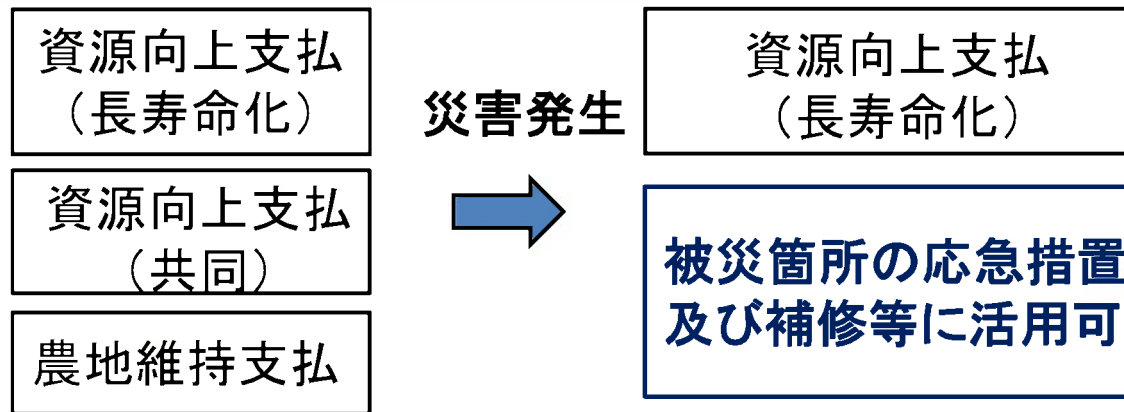 資源向上支払
（長寿命化）
資源向上支払
（共同）
農地維持支払
災害発生
資源向上支払
（長寿命化）
被災箇所の応急措置
及び補修等に活用可